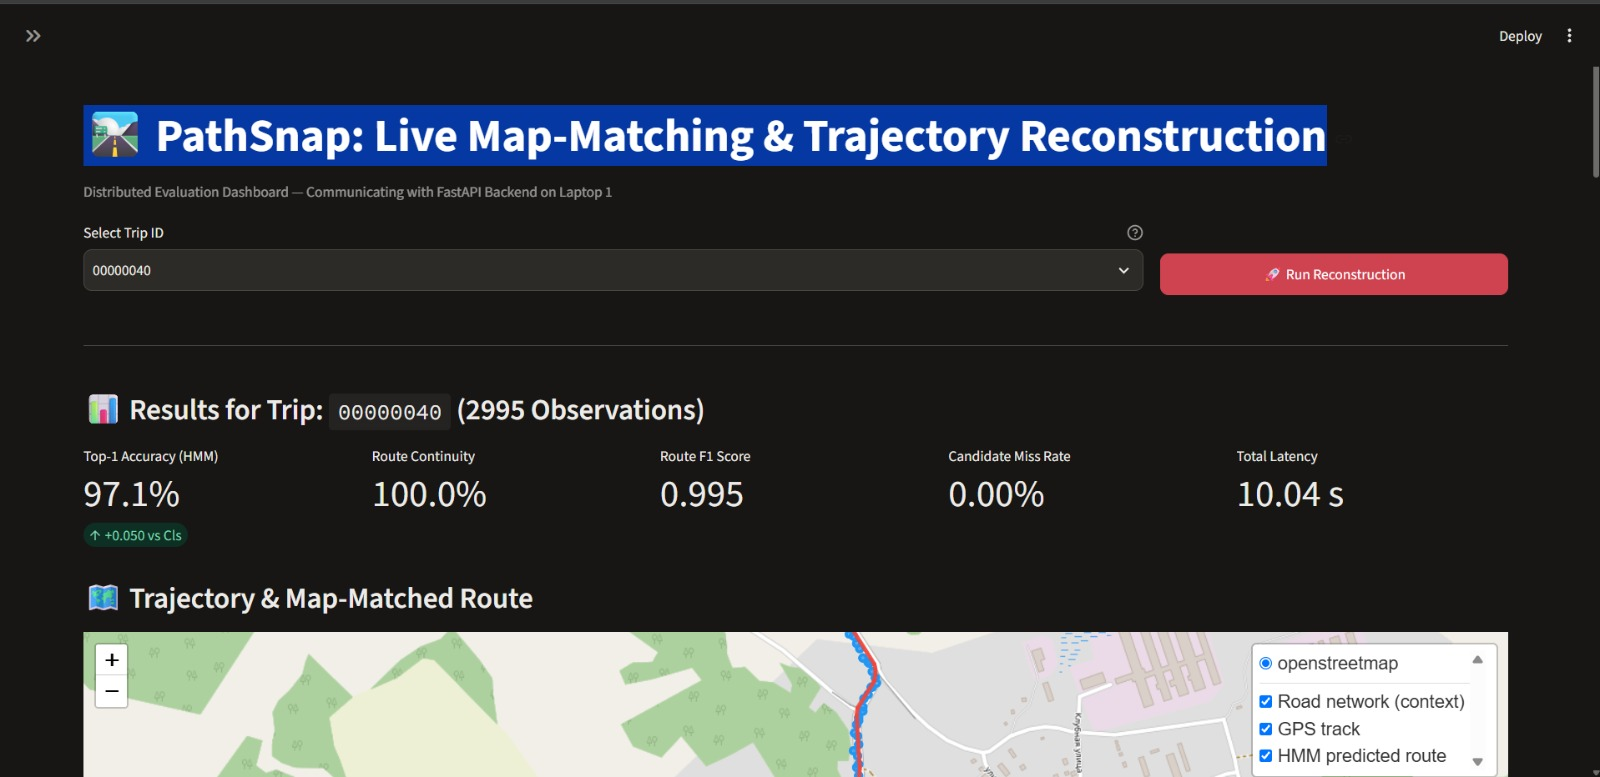 Deploy
PathSnap: Live Map-Matching & Trajectory Reconstruction
Distributed Evaluation Dashboard — Communicating with FastAPI Backend on Laptop 1
Select Trip ID
00000040
Run Reconstruction
Results for Trip: 00000040 (2995 Observations)
Top-1 Accuracy (HMM)
97.1%
↑ +0.050 vs Cls
Route Continuity
100.0%
Route F1 Score
0.995
Candidate Miss Rate
0.00%
Total Latency
10.04 s
Trajectory & Map-Matched Route
+
−
openstreetmap
Road network (context)
GPS track
HMM predicted route
Клубная улица